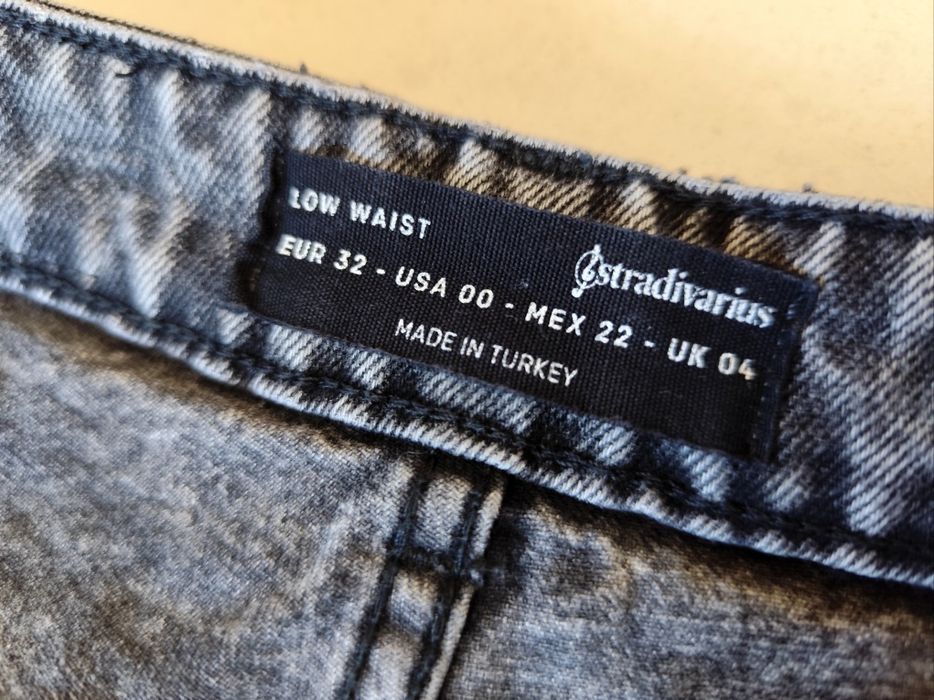 LOW WAIST
stradivarius
EUR 32 - USA 00 - MEX 22 - UK 04
MADE IN TURKEY